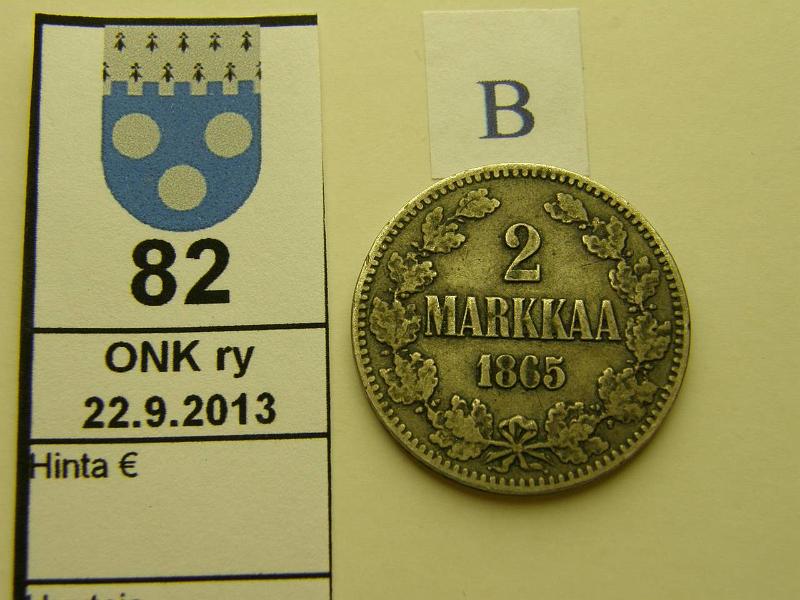 82
ONK ry
22.9.2013
Hinta €
B
2
MARKKAA
1865